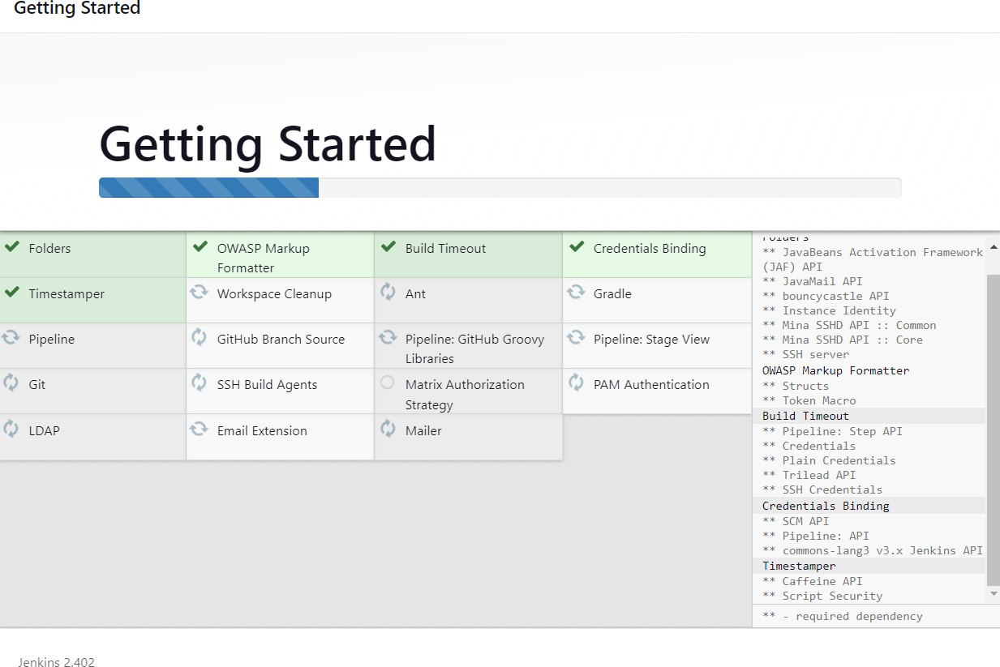 Getting Started
Getting Started
Folders
OWASP Markup
Formatter
Build Timeout
Credentials Binding
Timestamper
Workspace Cleanup
Ant
Gradle
Pipeline
GitHub Branch Source
Pipeline: GitHub Groovy
Libraries
Pipeline: Stage View
Git
SSH Build Agents
Matrix Authorization
Strategy
PAM Authentication
LDAP
Email Extension
Mailer
Folders
** JavaBeans Activation Framework
(JAF) API
** JavaMail API
** bouncycastle API
** Instance Identity
** Mina SSHD API :: Common
** Mina SSHD API :: Core
** SSH server
OWASP Markup Formatter
** Structs
** Token Macro
Build Timeout
** Pipeline: Step API
** Credentials
** Plain Credentials
** Trilead API
** SSH Credentials
Credentials Binding
** SCM API
** Pipeline: API
** commons-lang3 v3.x Jenkins API
Timestamper
** Caffeine API
** Script Security
** - required dependency
Jenkins 2.402